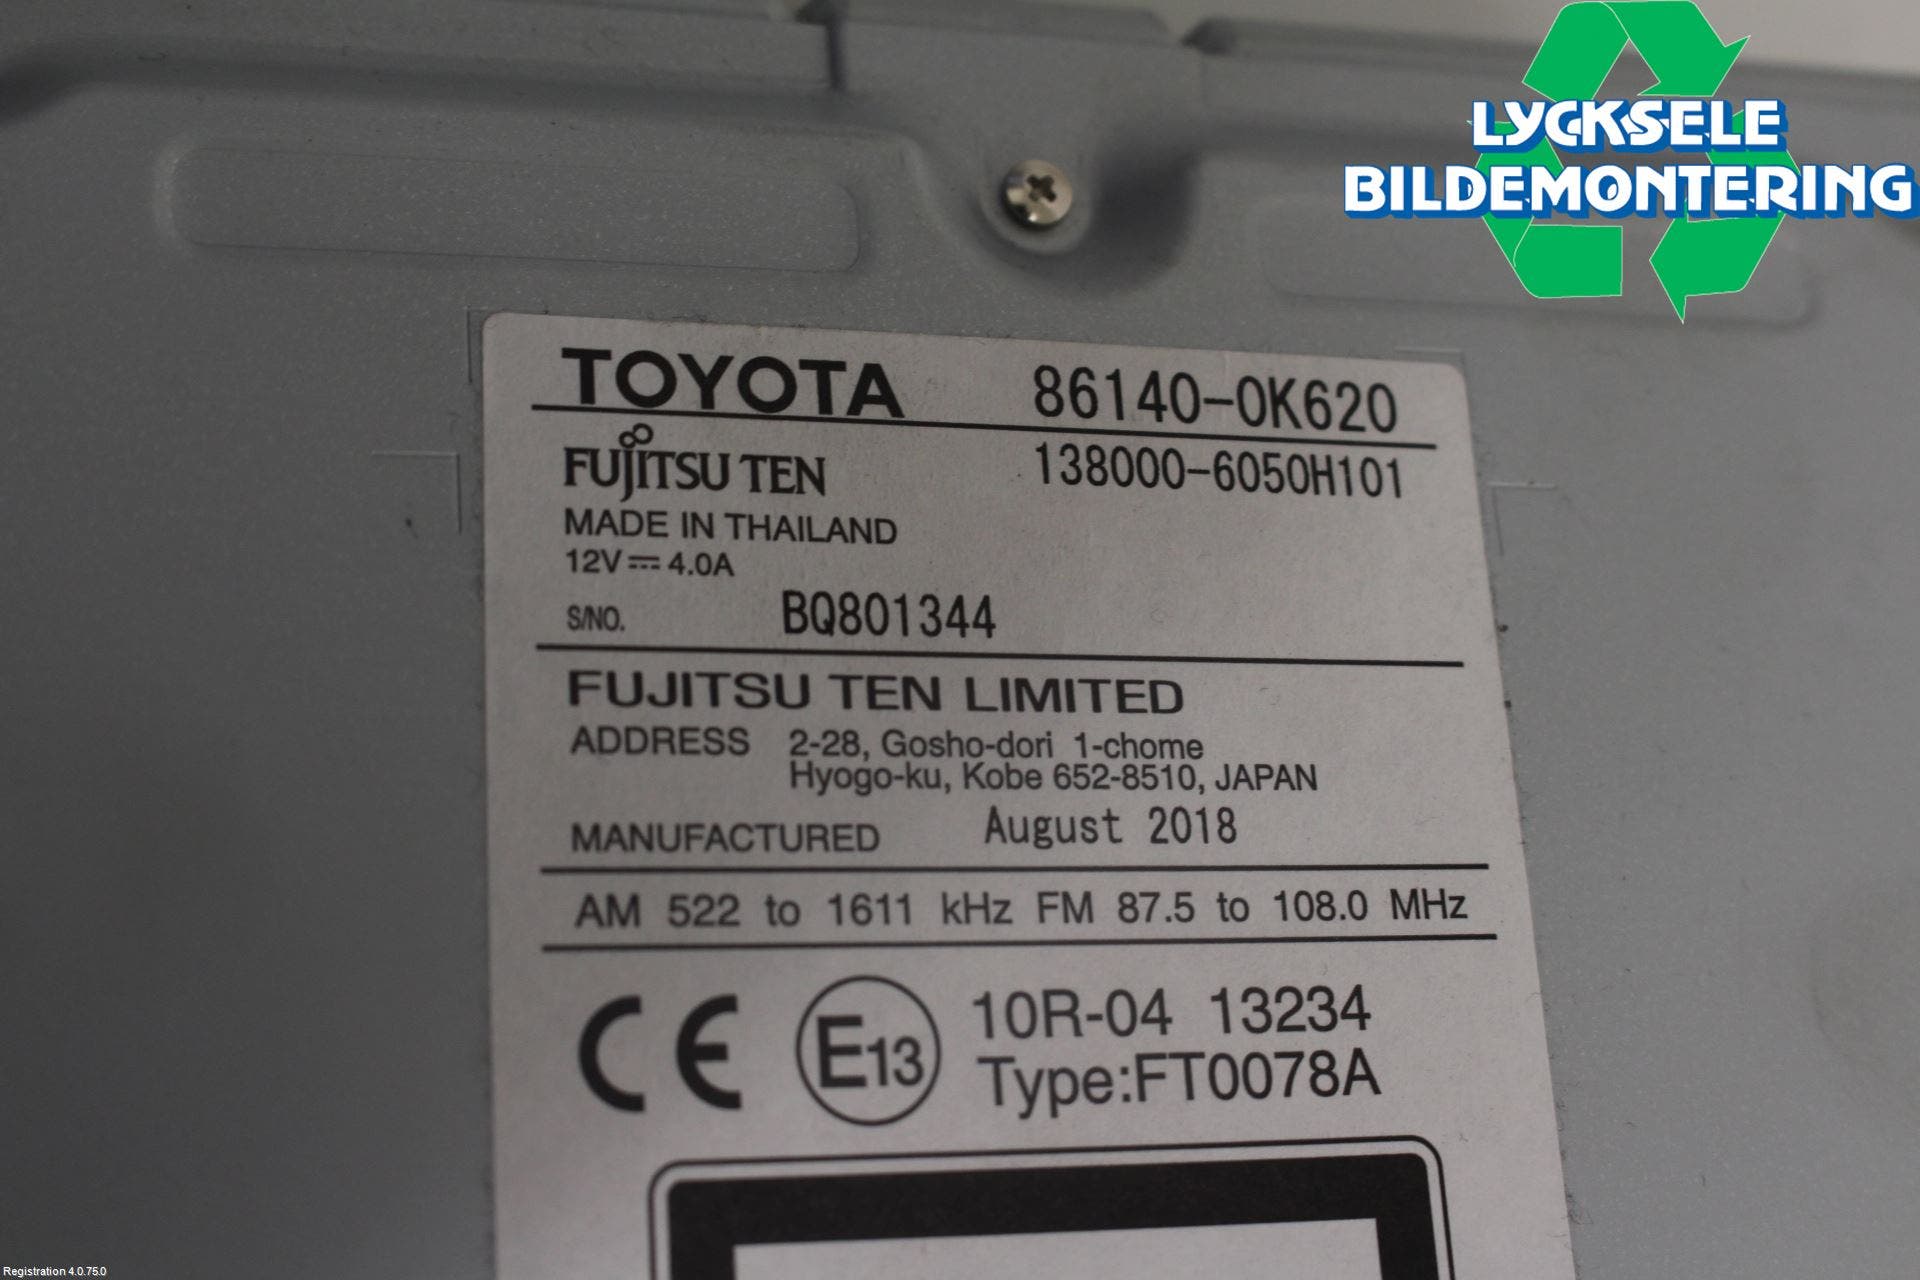 LYCKSELE
BILDEMONTERING
TOYOTA 86140-0K620
FUJITSU TEN 138000-6050H101
MADE IN THAILAND
12V⎓4.0A
S/NO. BQ801344
FUJITSU TEN LIMITED
ADDRESS 2-28, Gosho-dori 1-chome
Hyogo-ku, Kobe 652-8510, JAPAN
MANUFACTURED August 2018
AM 522 to 1611 kHz FM 87.5 to 108.0 MHz
CE E13 10R-04 13234
Type:FT0078A
Registration 4.0.75.0